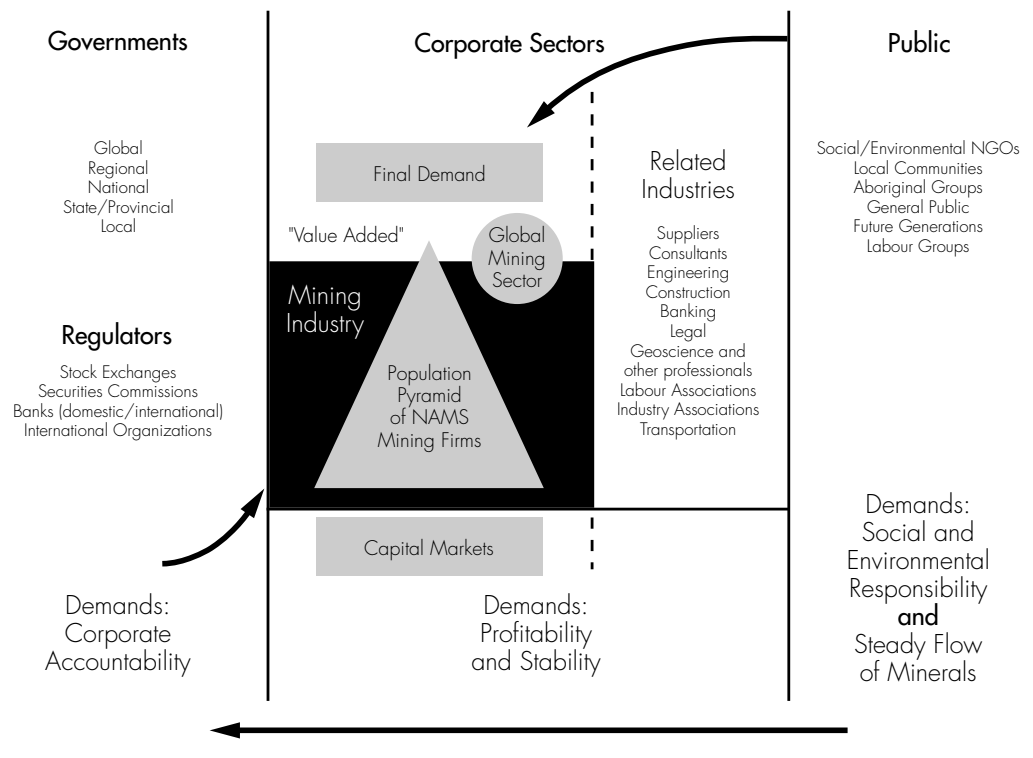 Governments
Global
Regional
National
State/Provincial
Local
Regulators
Stock Exchanges
Securities Commissions
Banks (domestic/international)
International Organizations
Demands:
Corporate
Accountability
Corporate Sectors
Final Demand
"Value Added"
Global
Mining
Sector
Mining
Industry
Population
Pyramid
of NAMS
Mining Firms
Capital Markets
Demands:
Profitability
and Stability
Related
Industries
Suppliers
Consultants
Engineering
Construction
Banking
Legal
Geoscience and
other professionals
Labour Associations
Industry Associations
Transportation
Public
Social/Environmental NGOs
Local Communities
Aboriginal Groups
General Public
Future Generations
Labour Groups
Demands:
Social and
Environmental
Responsibility
and
Steady Flow
of Minerals